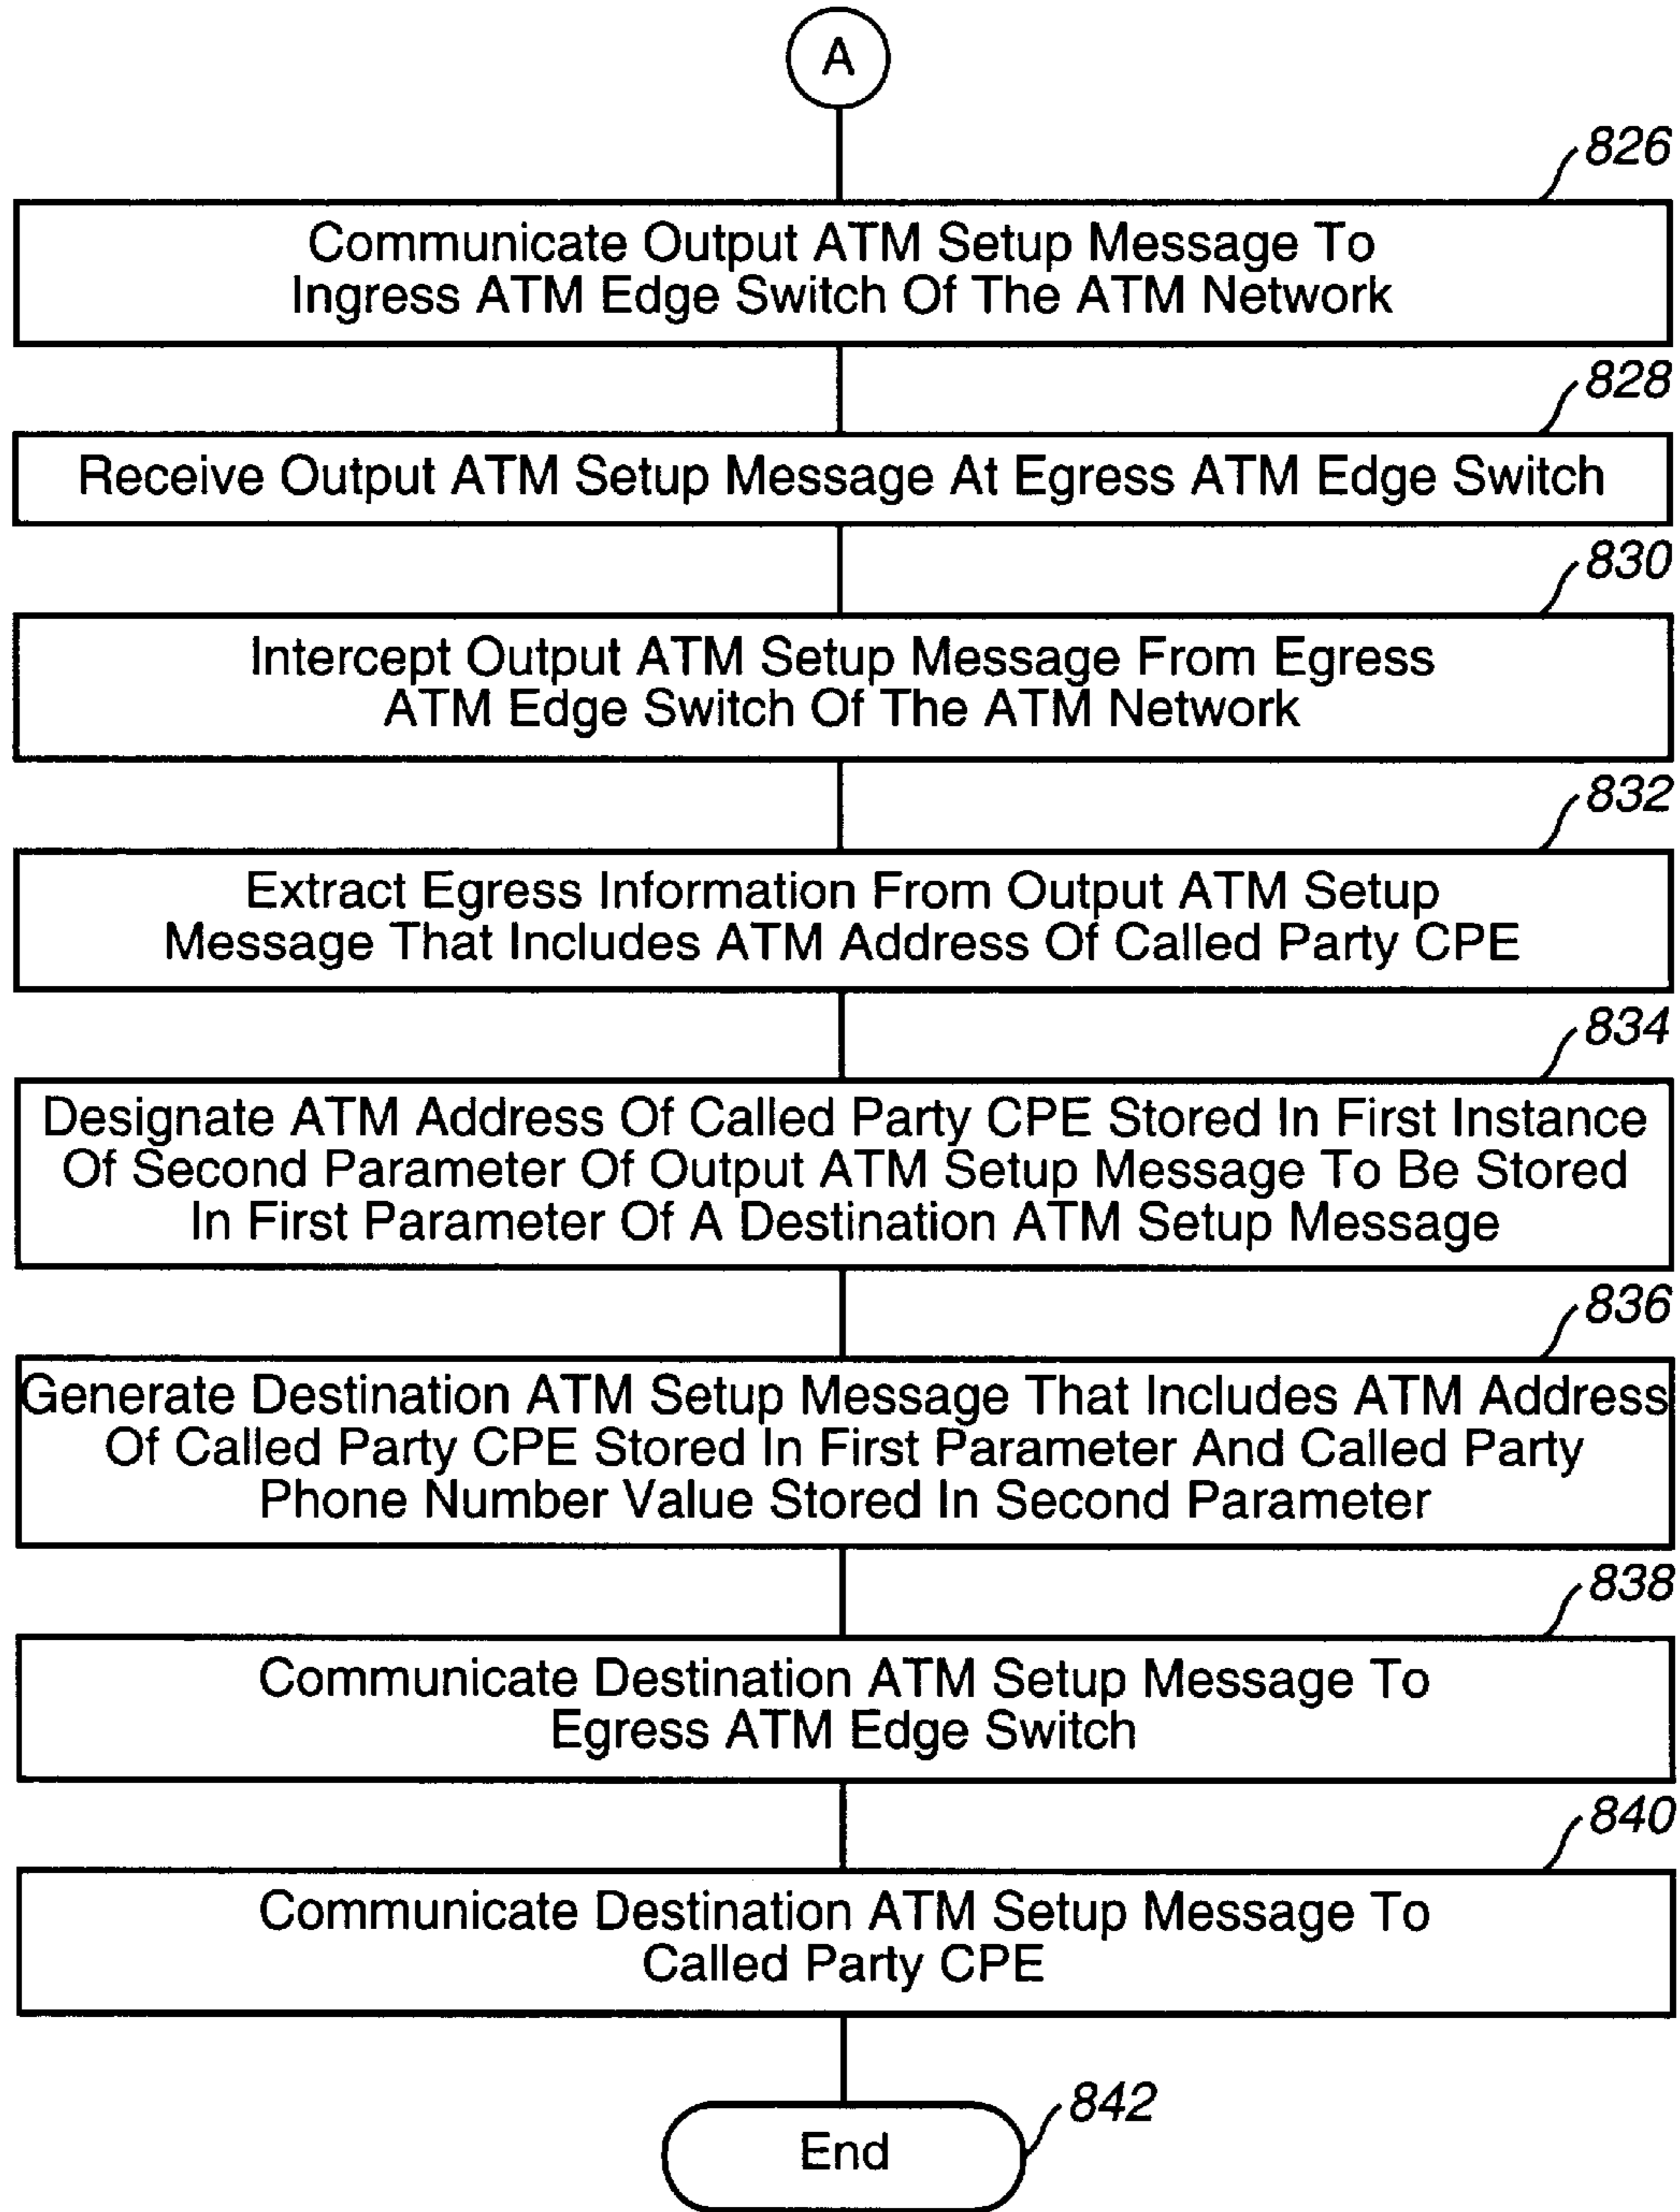 A
826
Communicate Output ATM Setup Message To
Ingress ATM Edge Switch Of The ATM Network
828
Receive Output ATM Setup Message At Egress ATM Edge Switch
830
Intercept Output ATM Setup Message From Egress
ATM Edge Switch Of The ATM Network
832
Extract Egress Information From Output ATM Setup
Message That Includes ATM Address Of Called Party CPE
834
Designate ATM Address Of Called Party CPE Stored In First Instance
Of Second Parameter Of Output ATM Setup Message To Be Stored
In First Parameter Of A Destination ATM Setup Message
836
Generate Destination ATM Setup Message That Includes ATM Address
Of Called Party CPE Stored In First Parameter And Called Party
Phone Number Value Stored In Second Parameter
838
Communicate Destination ATM Setup Message To
Egress ATM Edge Switch
840
Communicate Destination ATM Setup Message To
Called Party CPE
842
End